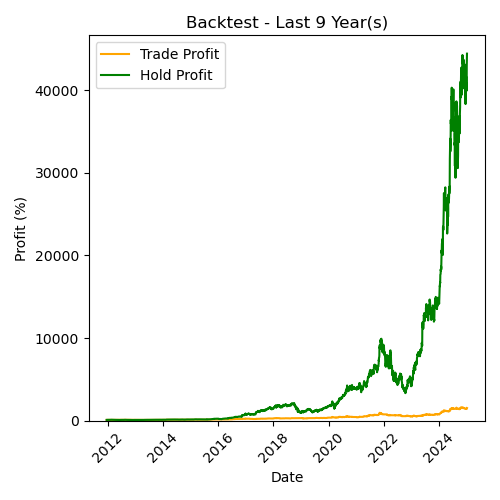 Backtest - Last 9 Year(s)
Trade Profit
Hold Profit
Profit (%)
40000
30000
20000
10000
0
2012
2014
2016
2018
2020
2022
2024
Date